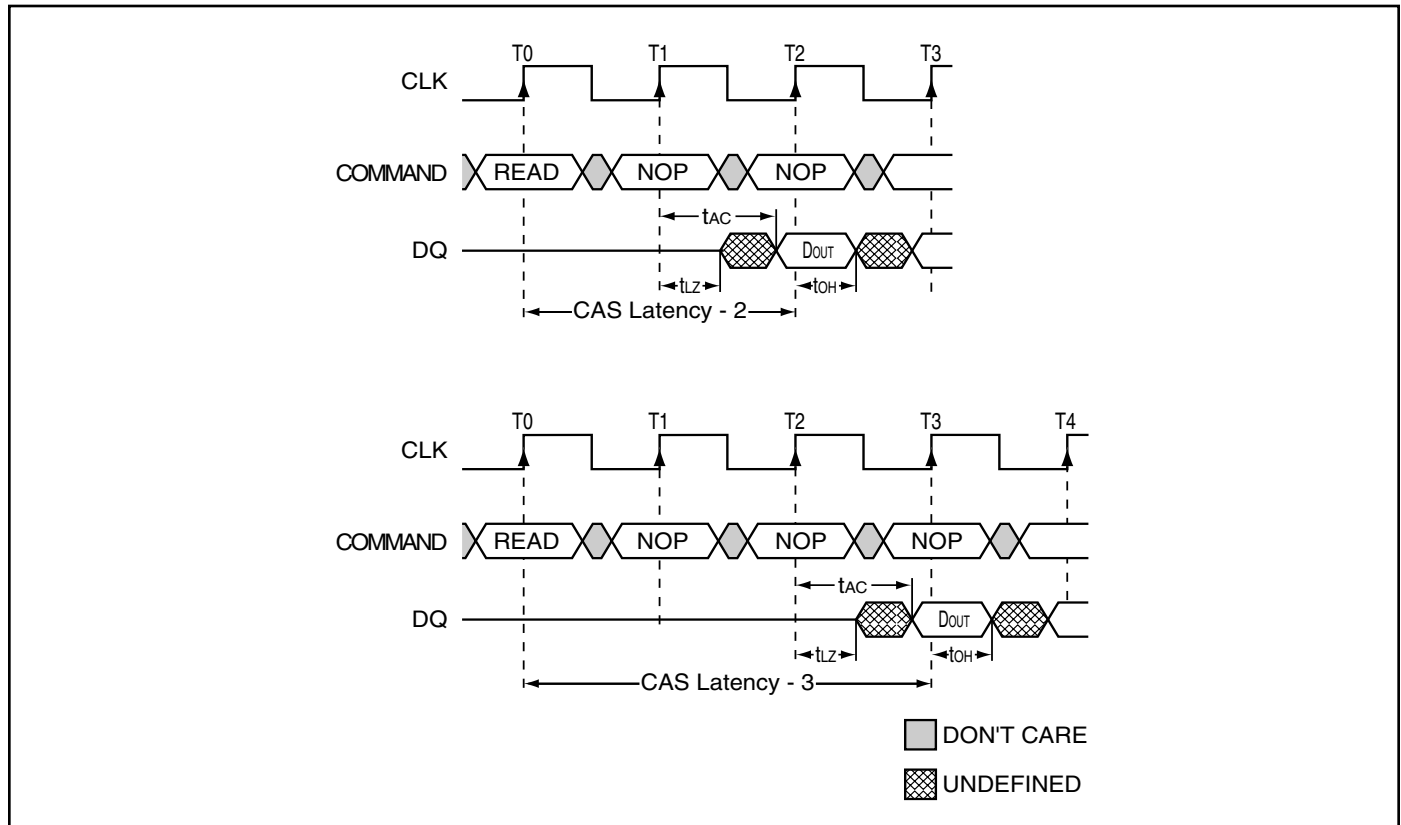 T0 T1 T2 T3
CLK
COMMAND READ NOP NOP
tAC
DQ DOUT
tLZ tOH
CAS Latency - 2
T0 T1 T2 T3 T4
CLK
COMMAND READ NOP NOP NOP
tAC
DQ DOUT
tLZ tOH
CAS Latency - 3
DON'T CARE
UNDEFINED